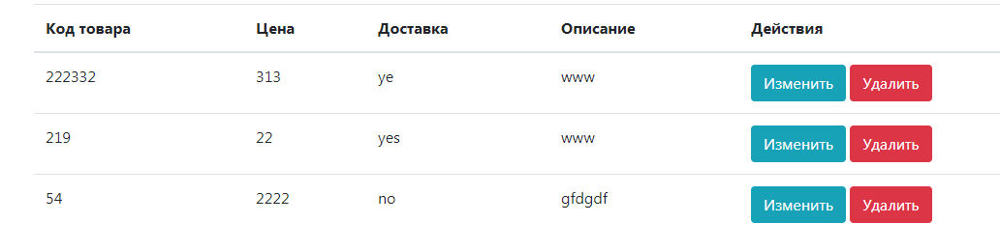 Код товара Цена Доставка Описание Действия
222332 313 ye www Изменить Удалить
219 22 yes www Изменить Удалить
54 2222 no gfdgdf Изменить Удалить